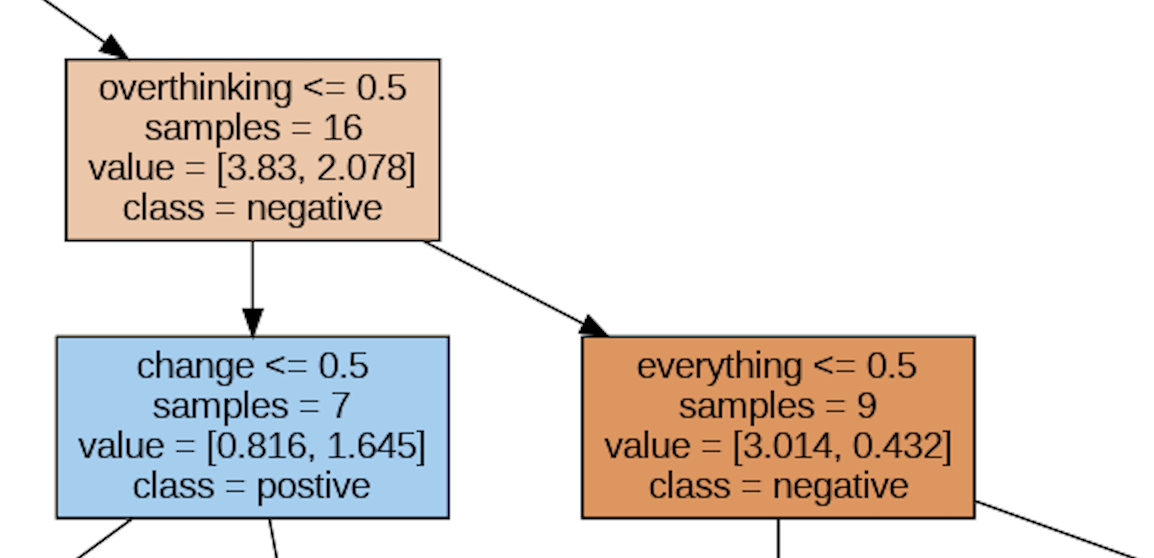 overthinking <= 0.5
samples = 16
value = [3.83, 2.078]
class = negative
change <= 0.5
samples = 7
value = [0.816, 1.645]
class = postive
everything <= 0.5
samples = 9
value = [3.014, 0.432]
class = negative